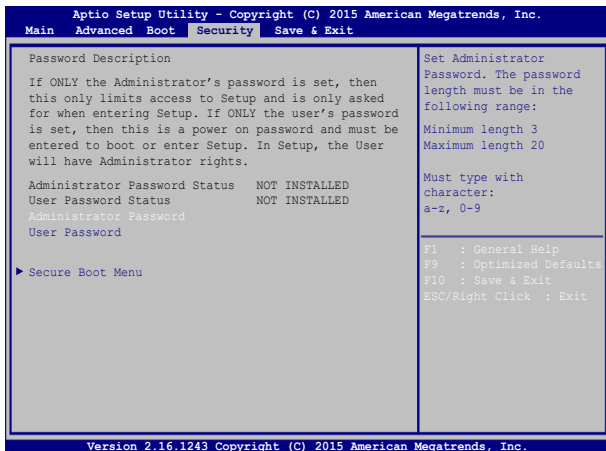 Aptio Setup Utility - Copyright (C) 2015 American Megatrends, Inc.
Main Advanced Boot Security Save & Exit
Password Description
If ONLY the Administrator's password is set, then
this only limits access to Setup and is only asked
for when entering Setup. If ONLY the user's password
is set, then this is a power on password and must be
entered to boot or enter Setup. In Setup, the User
will have Administrator rights.
Administrator Password Status NOT INSTALLED
User Password Status NOT INSTALLED
Administrator Password
User Password
Secure Boot Menu
Set Administrator
Password. The password
length must be in the
following range:
Minimum length 3
Maximum length 20
Must type with
character:
a-z, 0-9
F1 : General Help
F9 : Optimized Defaults
F10 : Save & Exit
ESC/Right Click : Exit
Version 2.16.1243 Copyright (C) 2015 American Megatrends, Inc.